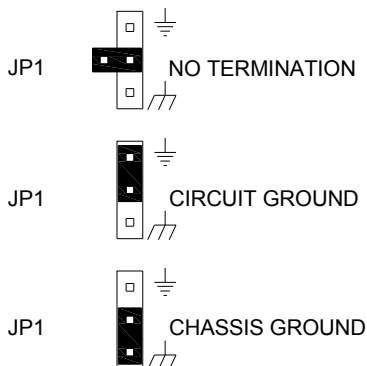 JP1 NO TERMINATION
JP1 CIRCUIT GROUND
JP1 CHASSIS GROUND